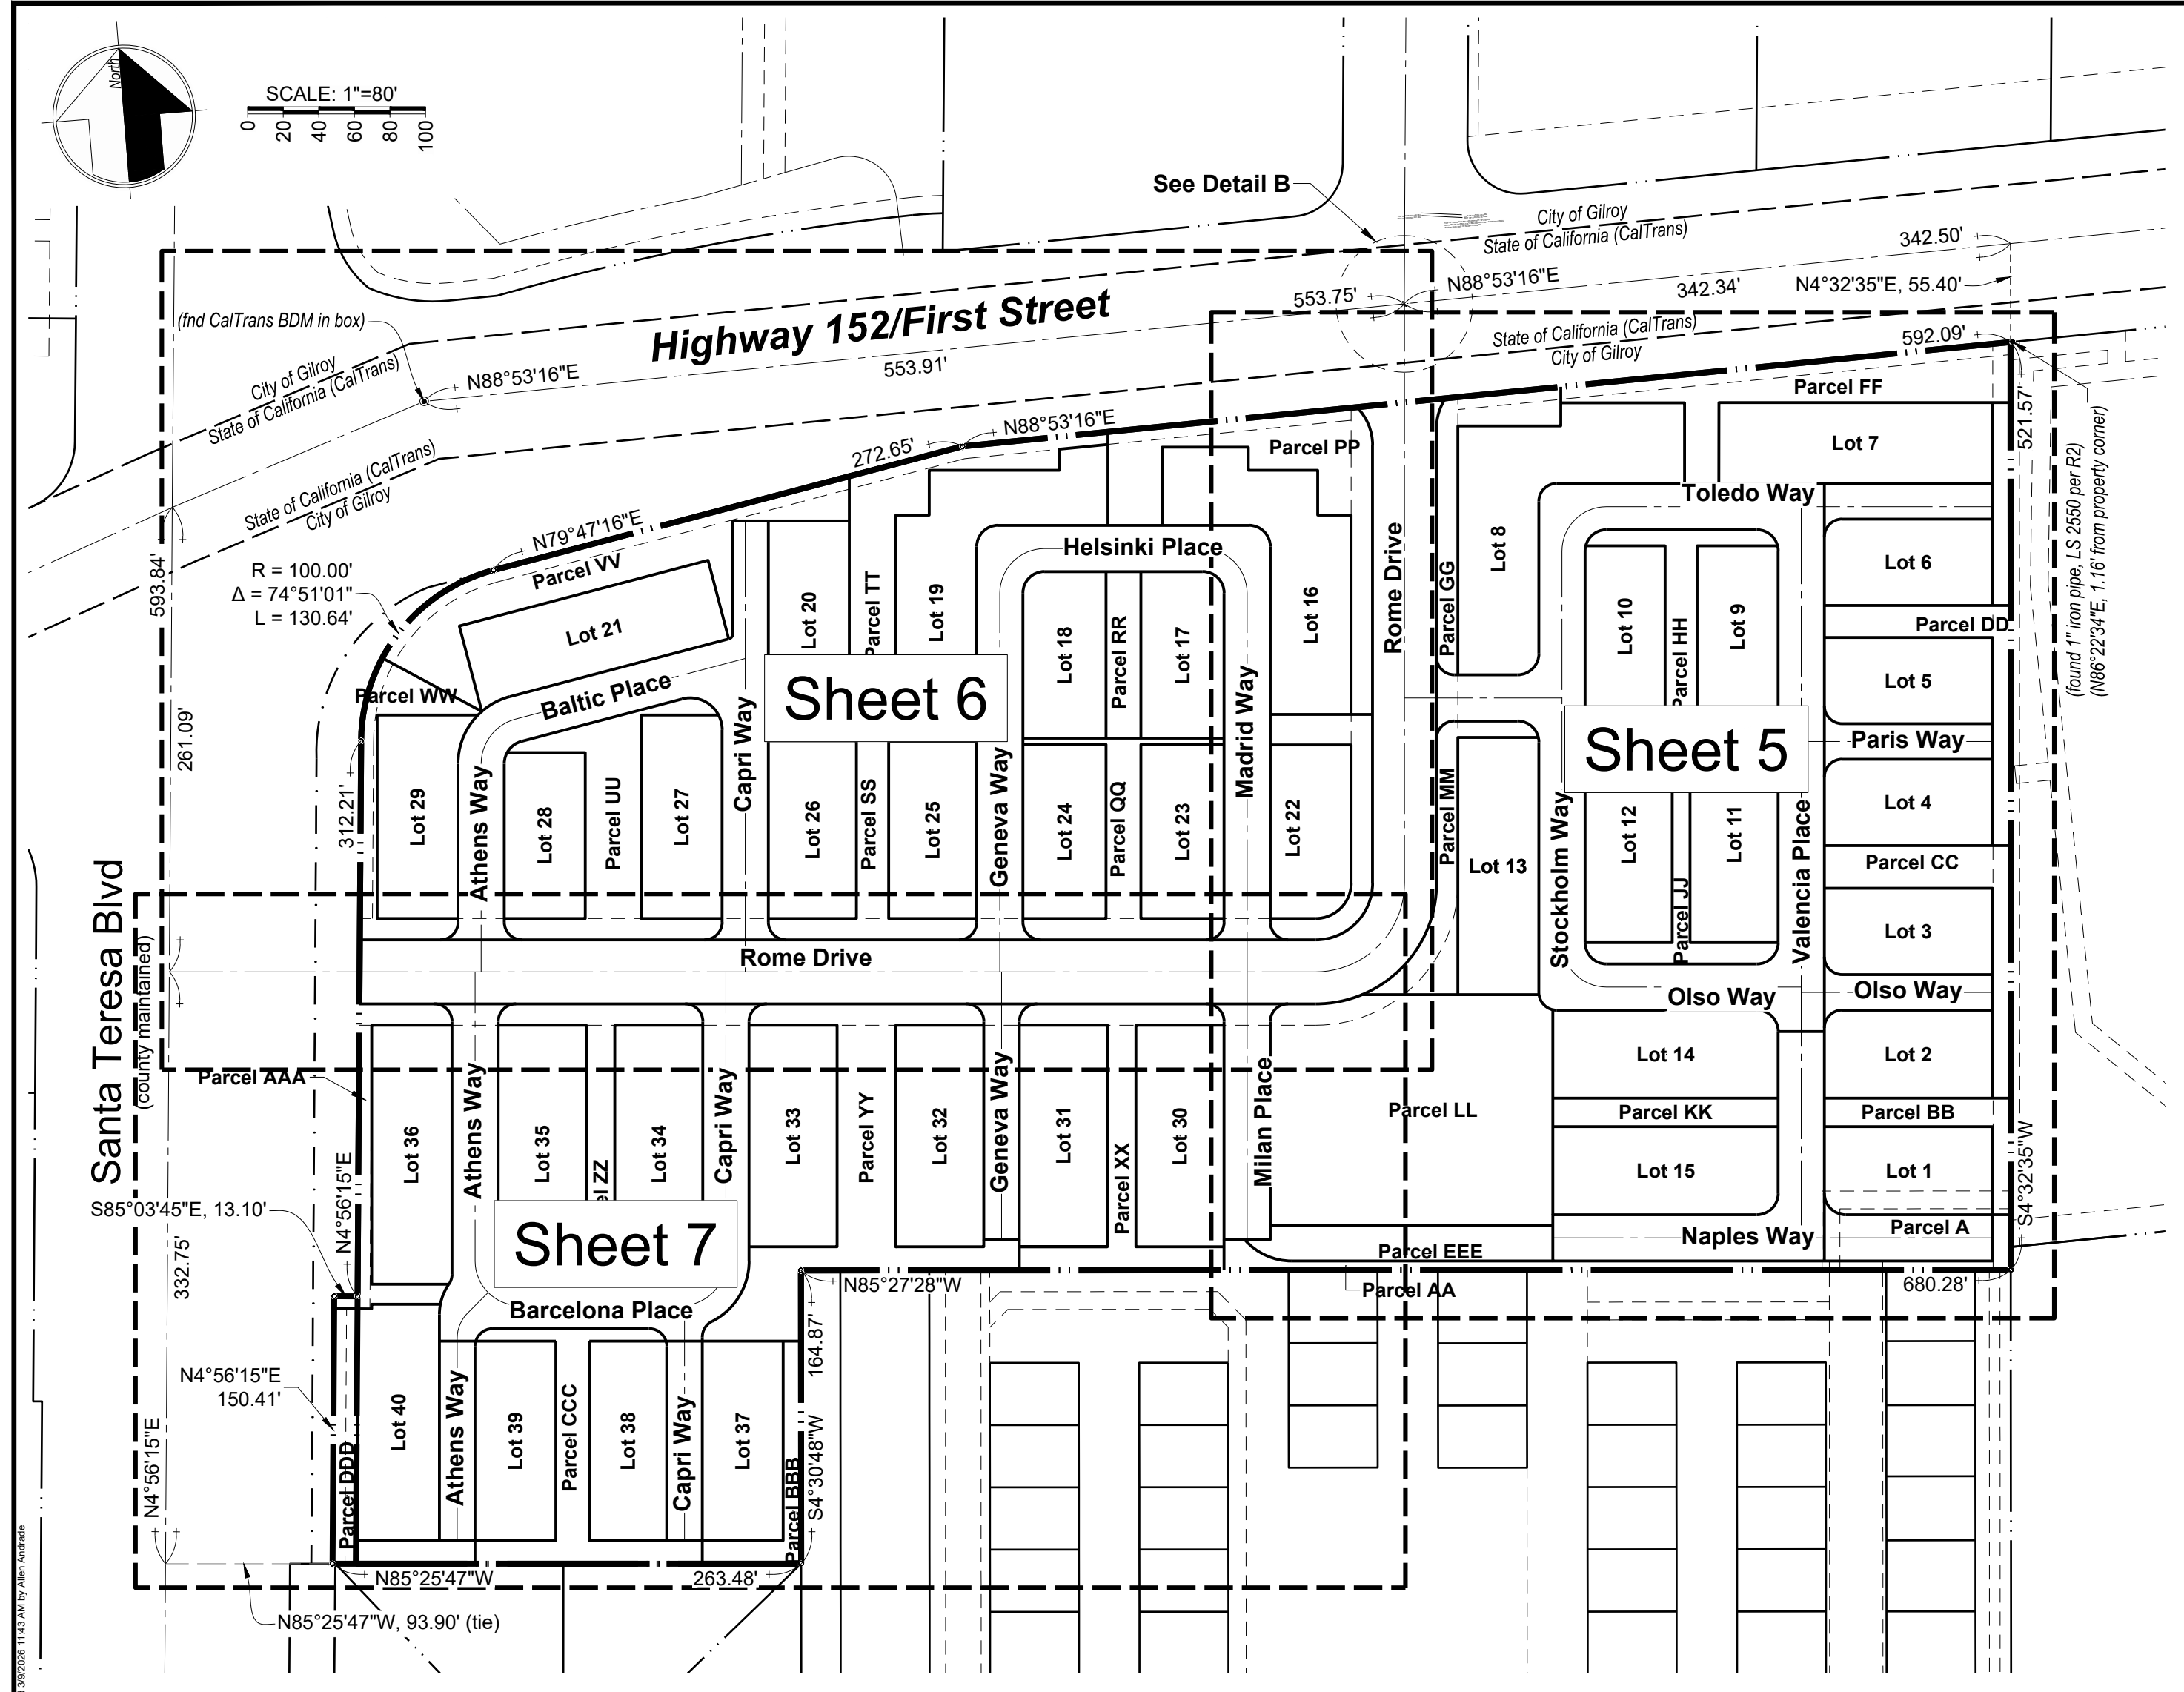 North
SCALE: 1"=80'
0 20 40 60 80 100
See Detail B
City of Gilroy
State of California (CalTrans)
342.50'
N88°53'16"E
553.75'
342.34'
N4°32'35"E, 55.40'
(fnd CalTrans BDM in box)
Highway 152/First Street
State of California (CalTrans)
City of Gilroy
592.09'
City of Gilroy
State of California (CalTrans)
N88°53'16"E
553.91'
Parcel FF
521.57'
(found 1" iron pipe, LS 2550 per R2)
(N86°22'34"E, 1.16' from property corner)
N88°53'16"E
272.65'
Parcel PP
Lot 7
State of California (CalTrans)
City of Gilroy
N79°47'16"E
Toledo Way
Parcel VV
Helsinki Place
Rome Drive
Lot 8
593.84'
R = 100.00'
Δ = 74°51'01"
L = 130.64'
Lot 6
Lot 21
Lot 20
Parcel TT
Lot 19
Lot 18
Parcel RR
Lot 17
Lot 16
Parcel GG
Lot 10
Parcel HH
Lot 9
Parcel DD
Parcel WW
Baltic Place
Sheet 6
Madrid Way
Lot 5
Capri Way
Sheet 5
Paris Way
261.09'
312.21'
Lot 29
Athens Way
Lot 28
Parcel UU
Lot 27
Lot 26
Parcel SS
Lot 25
Geneva Way
Lot 24
Parcel QQ
Lot 23
Lot 22
Parcel MM
Lot 13
Stockholm Way
Lot 12
Parcel JJ
Lot 11
Valencia Place
Lot 4
Parcel CC
Lot 3
Santa Teresa Blvd
(county maintained)
Rome Drive
Olso Way
Olso Way
Lot 14
Lot 2
Parcel AAA
Parcel LL
Parcel KK
Parcel BB
Lot 36
Athens Way
Lot 35
el ZZ
Lot 34
Capri Way
Lot 33
Parcel YY
Lot 32
Geneva Way
Lot 31
Parcel XX
Lot 30
Milan Place
Lot 15
Lot 1
S4°32'35"W
N4°56'15"E
S85°03'45"E, 13.10'
332.75'
Sheet 7
Naples Way
Parcel A
Parcel EEE
N85°27'28"W
Parcel AA
680.28'
Barcelona Place
164.87'
N4°56'15"E
150.41'
N4°56'15"E
Parcel DDD
Lot 40
Athens Way
Lot 39
Parcel CCC
Lot 38
Capri Way
Lot 37
Parcel BBB
S4°30'48"W
N85°25'47"W
263.48'
N85°25'47"W, 93.90' (tie)
3/9/2026 11:43 AM by Allen Andrade